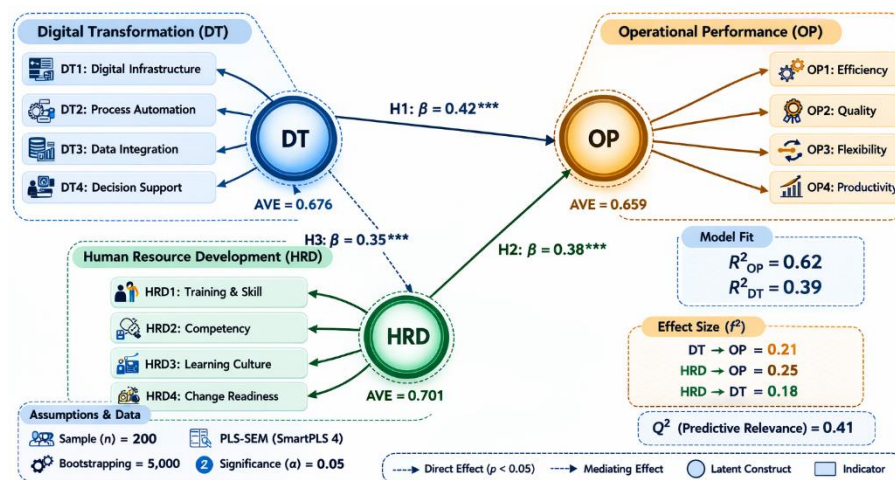 Digital Transformation (DT)
DT1: Digital Infrastructure
DT2: Process Automation
DT3: Data Integration
DT4: Decision Support
DT
AVE = 0.676
H1: β = 0.42***
Operational Performance (OP)
OP
AVE = 0.659
OP1: Efficiency
OP2: Quality
OP3: Flexibility
OP4: Productivity
H3: β = 0.35***
H2: β = 0.38***
Human Resource Development (HRD)
HRD1: Training & Skill
HRD2: Competency
HRD3: Learning Culture
HRD4: Change Readiness
HRD
AVE = 0.701
Model Fit
R²OP = 0.62
R²DT = 0.39
Effect Size (f²)
DT → OP = 0.21
HRD → OP = 0.25
HRD → DT = 0.18
Q² (Predictive Relevance) = 0.41
Assumptions & Data
Sample (n) = 200
PLS-SEM (SmartPLS 4)
Bootstrapping = 5,000
2 Significance (α) = 0.05
Direct Effect (p < 0.05)
Mediating Effect
Latent Construct
Indicator